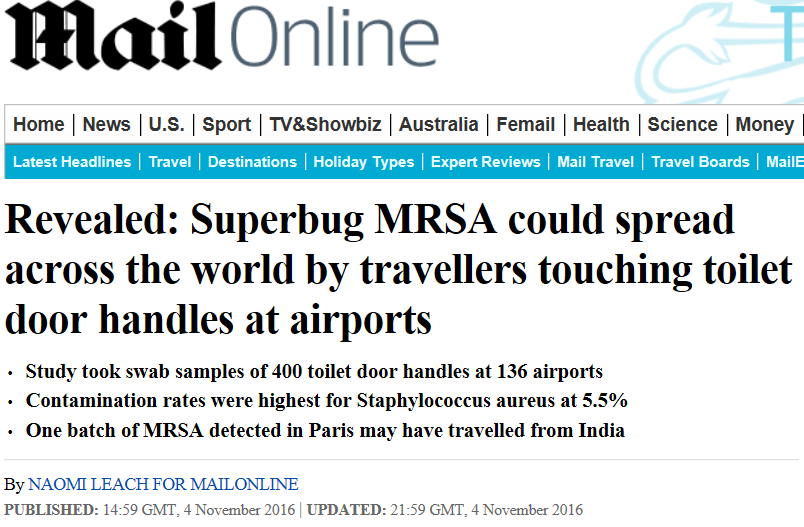 Mail Online
Home | News | U.S. | Sport | TV&Showbiz | Australia | Femail | Health | Science | Money
Latest Headlines | Travel | Destinations | Holiday Types | Expert Reviews | Mail Travel | Travel Boards | MailE
Revealed: Superbug MRSA could spread
across the world by travellers touching toilet
door handles at airports
• Study took swab samples of 400 toilet door handles at 136 airports
• Contamination rates were highest for Staphylococcus aureus at 5.5%
• One batch of MRSA detected in Paris may have travelled from India
By NAOMI LEACH FOR MAILONLINE
PUBLISHED: 14:59 GMT, 4 November 2016 | UPDATED: 21:59 GMT, 4 November 2016